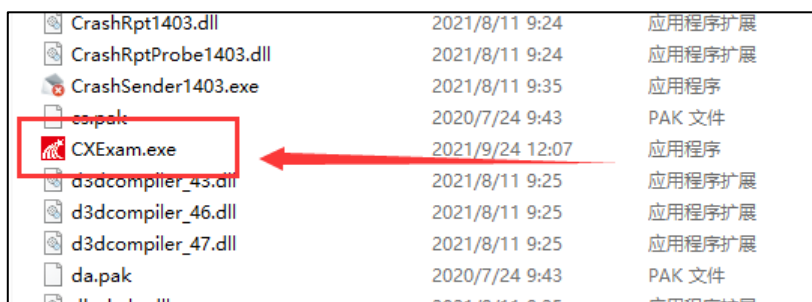 CrashRpt1403.dll 2021/8/11 9:24 应用程序扩展
CrashRptProbe1403.dll 2021/8/11 9:24 应用程序扩展
CrashSender1403.exe 2021/8/11 9:35 应用程序
cs.pak 2020/7/24 9:43 PAK 文件
CXExam.exe 2021/9/24 12:07 应用程序
d3dcompiler_43.dll 2021/8/11 9:25 应用程序扩展
d3dcompiler_46.dll 2021/8/11 9:25 应用程序扩展
d3dcompiler_47.dll 2021/8/11 9:25 应用程序扩展
da.pak 2020/7/24 9:43 PAK 文件